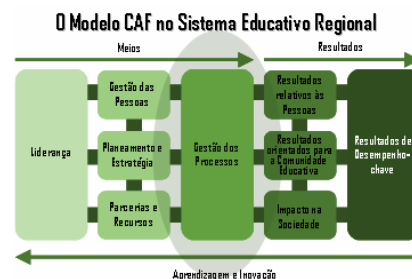 O Modelo CAF no Sistema Educativo Regional
Meios
Resultados
Liderança
Gestão das
Pessoas
Planeamento e
Estratégia
Parcerias e
Recursos
Gestão dos
Processos
Resultados
relativos às
Pessoas
Resultados
orientados para
a Comunidade
Educativa
Impacto na
Sociedade
Resultados de
Desempenho-
chave
Aprendizagem e Inovação